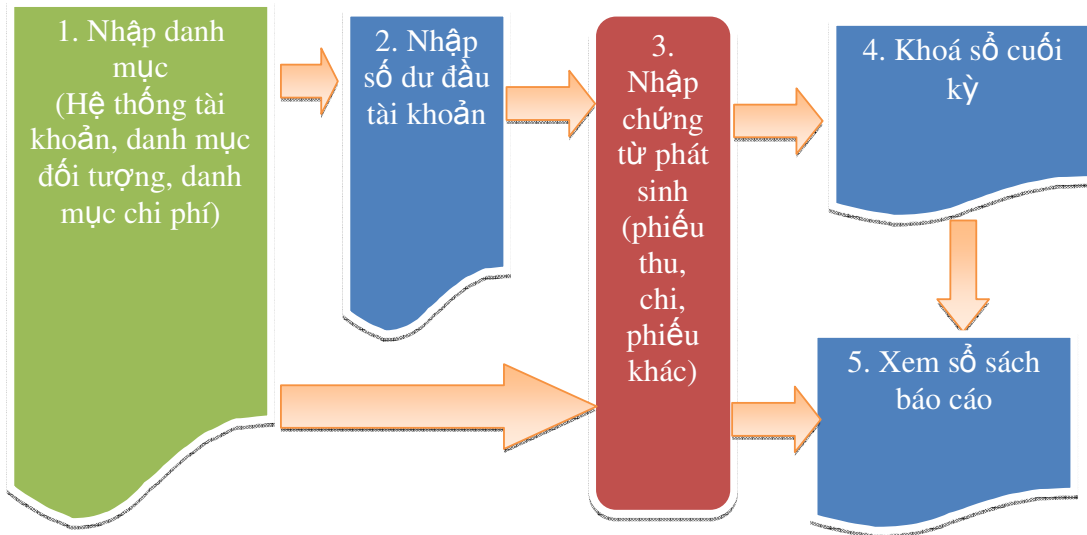 1. Nhập danh
mục
(Hệ thống tài
khoản, danh mục
đối tượng, danh
mục chi phí)
2. Nhập
số dư đầu
tài khoản
3.
Nhập
chứng
từ phát
sinh
(phiếu
thu,
chi,
phiếu
khác)
4. Khoá sổ cuối
kỳ
5. Xem sổ sách
báo cáo